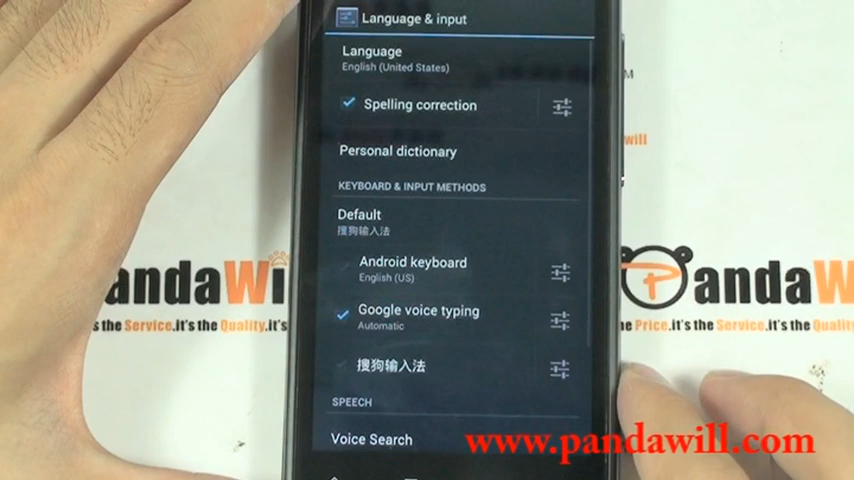 Language & input
Language
English (United States)
Spelling correction
Personal dictionary
KEYBOARD & INPUT METHODS
Default
搜狗输入法
Android keyboard
English (US)
Google voice typing
Automatic
搜狗输入法
SPEECH
Voice Search
M
will
andaWi
s the Service.it's the Quality.it's
PandaW
he Price.it's the Service.it's the Quality
www.pandawill.com